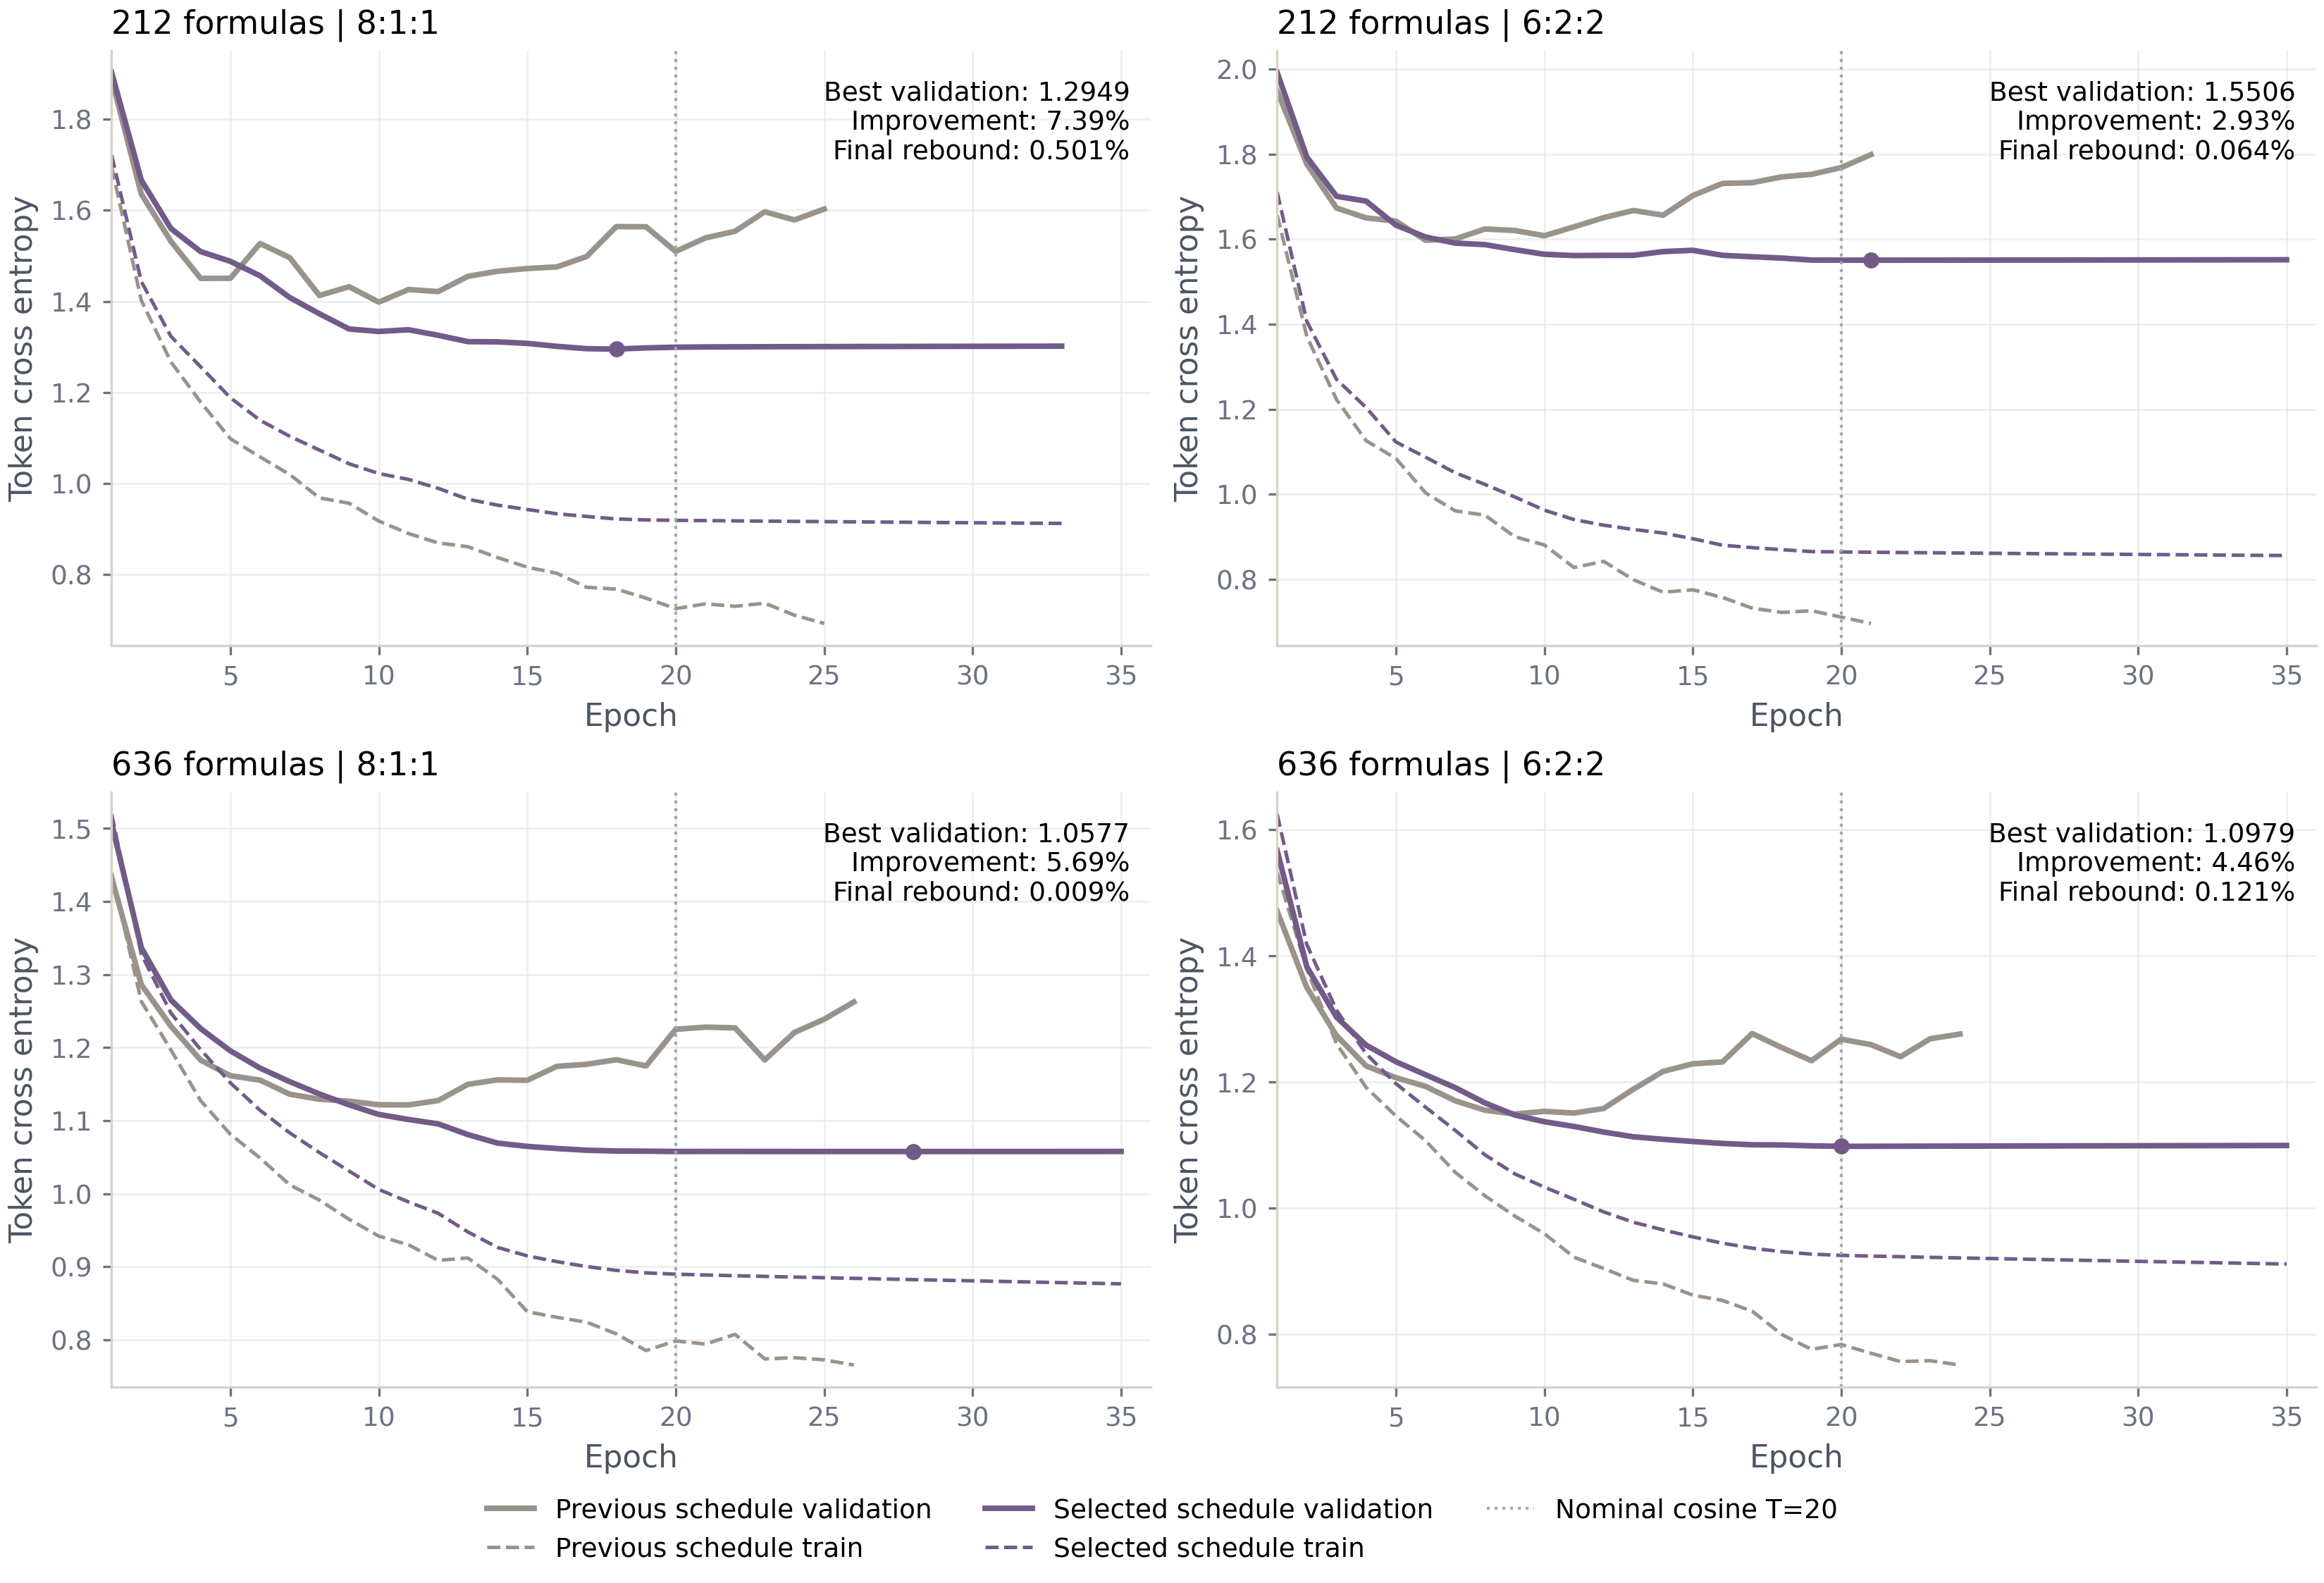 212 formulas | 8:1:1
Best validation: 1.2949
Improvement: 7.39%
Final rebound: 0.501%
Token cross entropy
1.8
1.6
1.4
1.2
1.0
0.8
5 10 15 20 25 30 35
Epoch
212 formulas | 6:2:2
Best validation: 1.5506
Improvement: 2.93%
Final rebound: 0.064%
Token cross entropy
2.0
1.8
1.6
1.4
1.2
1.0
0.8
5 10 15 20 25 30 35
Epoch
636 formulas | 8:1:1
Best validation: 1.0577
Improvement: 5.69%
Final rebound: 0.009%
Token cross entropy
1.5
1.4
1.3
1.2
1.1
1.0
0.9
0.8
5 10 15 20 25 30 35
Epoch
636 formulas | 6:2:2
Best validation: 1.0979
Improvement: 4.46%
Final rebound: 0.121%
Token cross entropy
1.6
1.4
1.2
1.0
0.8
5 10 15 20 25 30 35
Epoch
Previous schedule validation
Previous schedule train
Selected schedule validation
Selected schedule train
Nominal cosine T=20